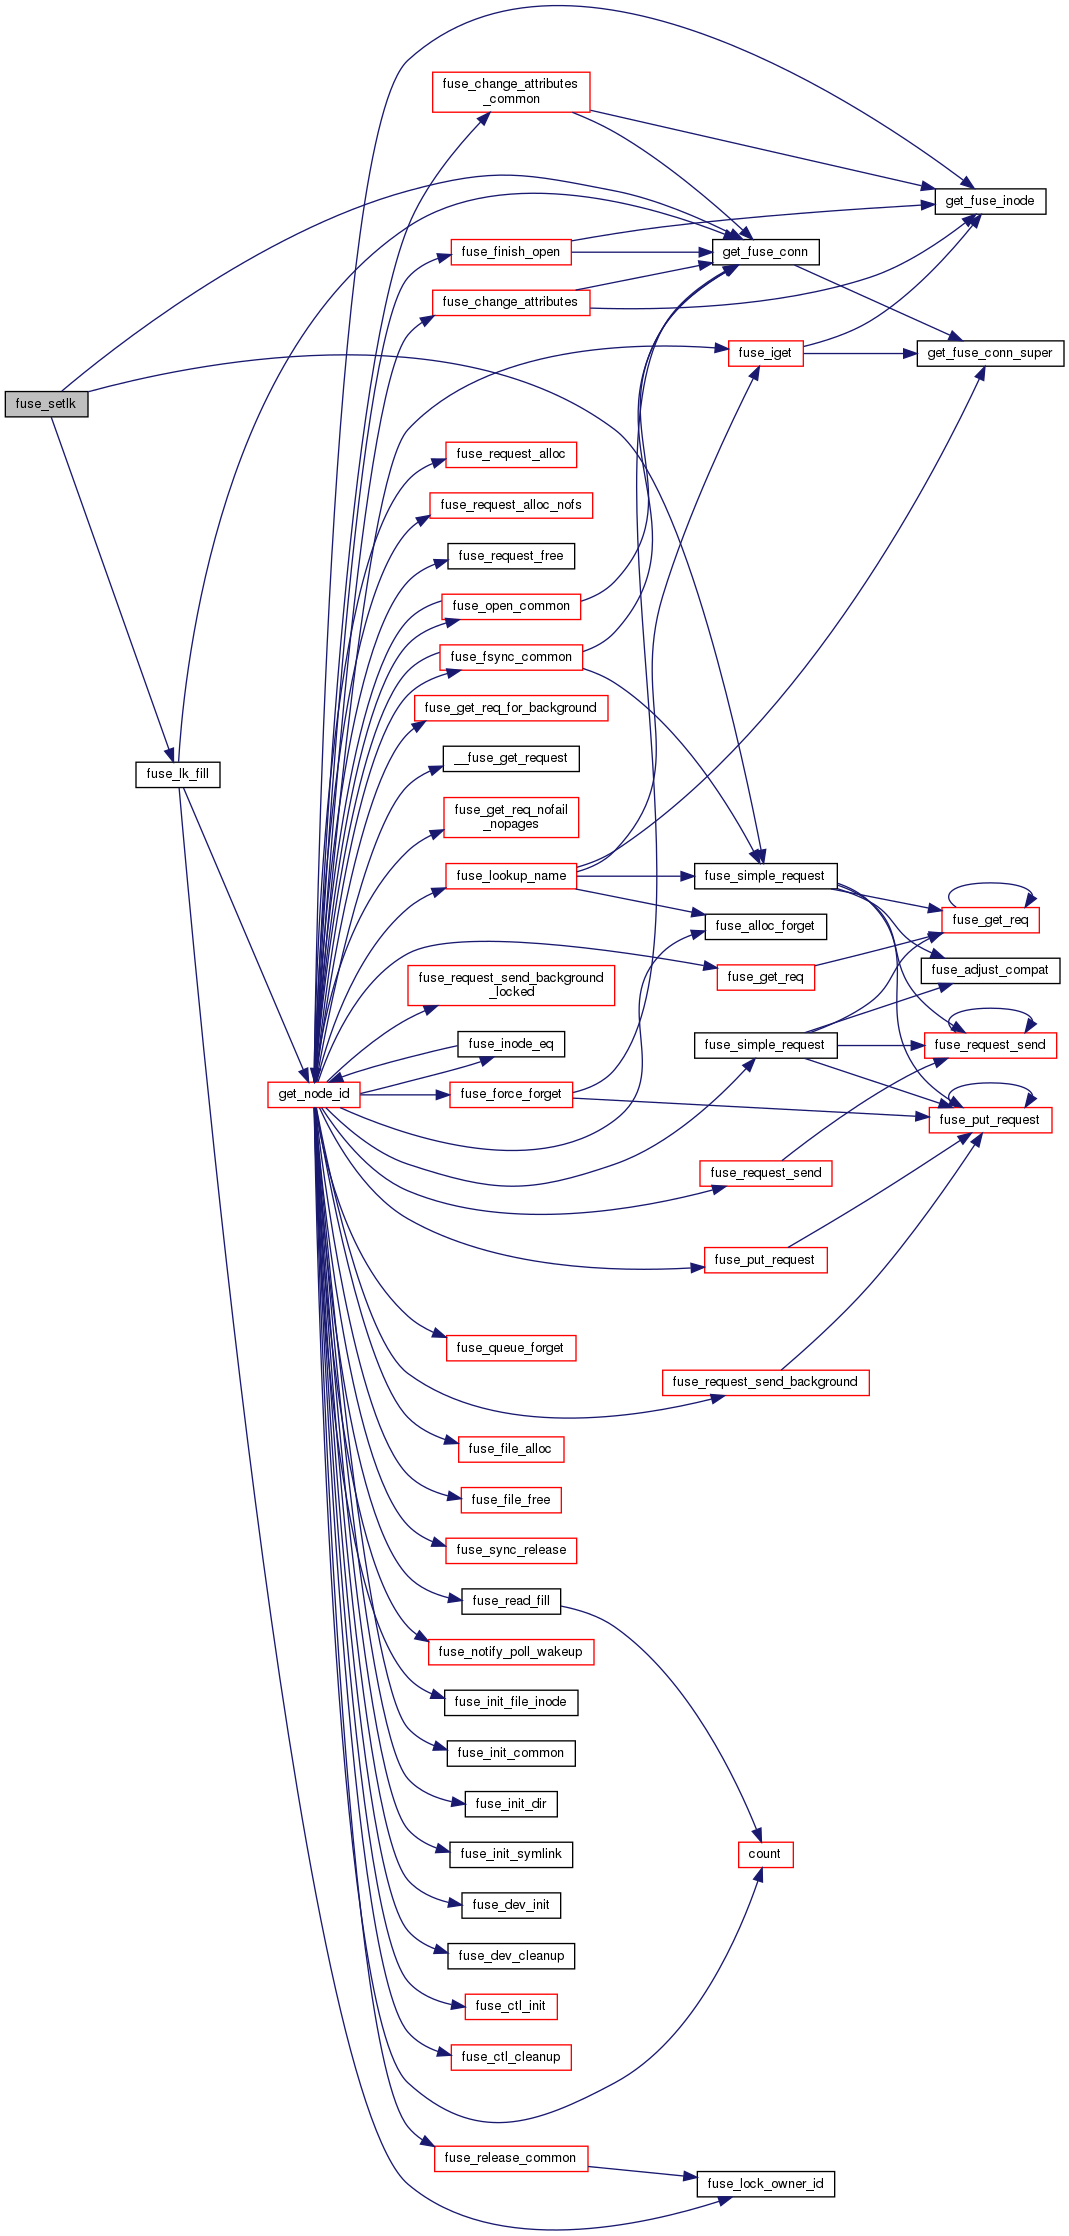 fuse_change_attributes
_common
get_fuse_inode
fuse_finish_open
get_fuse_conn
fuse_change_attributes
fuse_iget
get_fuse_conn_super
fuse_setlk
fuse_request_alloc
fuse_request_alloc_nofs
fuse_request_free
fuse_open_common
fuse_fsync_common
fuse_get_req_for_background
__fuse_get_request
fuse_lk_fill
fuse_get_req_nofail
_nopages
fuse_lookup_name
fuse_simple_request
fuse_alloc_forget
fuse_get_req
fuse_request_send_background
_locked
fuse_get_req
fuse_adjust_compat
fuse_inode_eq
fuse_simple_request
fuse_request_send
get_node_id
fuse_force_forget
fuse_put_request
fuse_request_send
fuse_put_request
fuse_queue_forget
fuse_request_send_background
fuse_file_alloc
fuse_file_free
fuse_sync_release
fuse_read_fill
fuse_notify_poll_wakeup
fuse_init_file_inode
fuse_init_common
fuse_init_dir
fuse_init_symlink
count
fuse_dev_init
fuse_dev_cleanup
fuse_ctl_init
fuse_ctl_cleanup
fuse_release_common
fuse_lock_owner_id